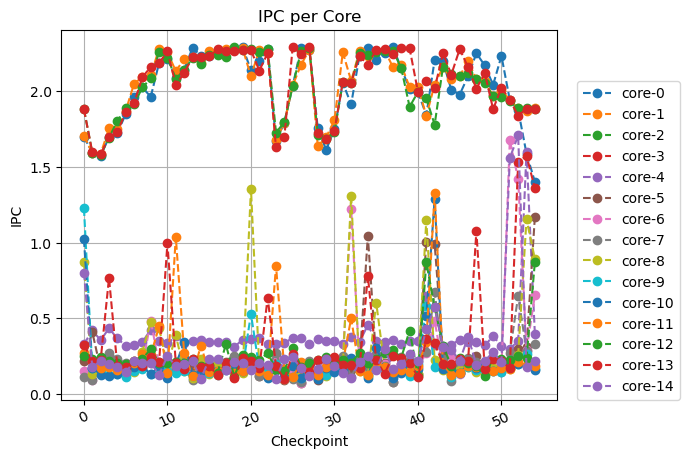 IPC per Core
IPC
2.0
1.5
1.0
0.5
0.0
0
10
20
30
40
50
Checkpoint
core-0
core-1
core-2
core-3
core-4
core-5
core-6
core-7
core-8
core-9
core-10
core-11
core-12
core-13
core-14